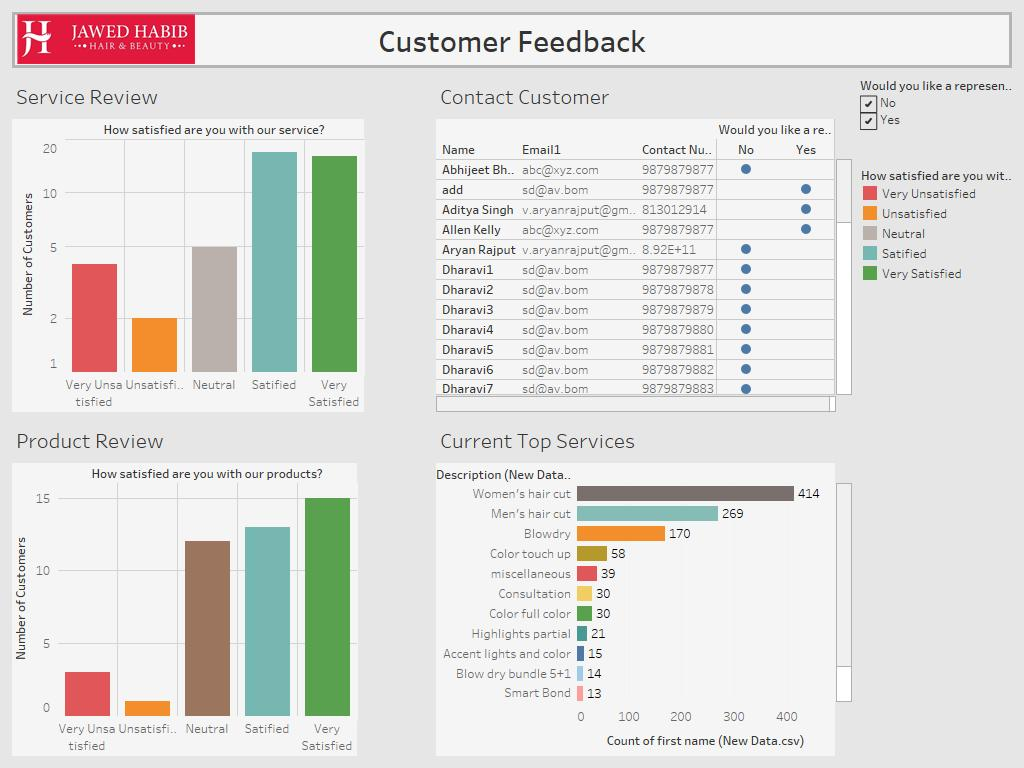 JAWED HABIB
HAIR & BEAUTY
Customer Feedback
Service Review
How satisfied are you with our service?
Number of Customers
20
10
5
2
1
Very Unsa Unsatisfi.. Neutral Satified Very
tisfied Satisfied
Contact Customer
Would you like a re..
Name Email1 Contact Nu.. No Yes
Abhijeet Bh.. abc@xyz.com 9879879877
add sd@av.bom 9879879877
Aditya Singh v.aryanrajput@gm.. 813012914
Allen Kelly abc@xyz.com 9879879877
Aryan Rajput v.aryanrajput@gm.. 8.92E+11
Dharavi1 sd@av.bom 9879879877
Dharavi2 sd@av.bom 9879879878
Dharavi3 sd@av.bom 9879879879
Dharavi4 sd@av.bom 9879879880
Dharavi5 sd@av.bom 9879879881
Dharavi6 sd@av.bom 9879879882
Dharavi7 sd@av.bom 9879879883
Would you like a represen..
No
Yes
How satisfied are you wit..
Very Unsatisfied
Unsatisfied
Neutral
Satified
Very Satisfied
Product Review
How satisfied are you with our products?
Number of Customers
15
10
5
0
Very Unsa Unsatisfi.. Neutral Satified Very
tisfied Satisfied
Current Top Services
Description (New Data..
Women's hair cut 414
Men's hair cut 269
Blowdry 170
Color touch up 58
miscellaneous 39
Consultation 30
Color full color 30
Highlights partial 21
Accent lights and color 15
Blow dry bundle 5+1 14
Smart Bond 13
0 100 200 300 400
Count of first name (New Data.csv)